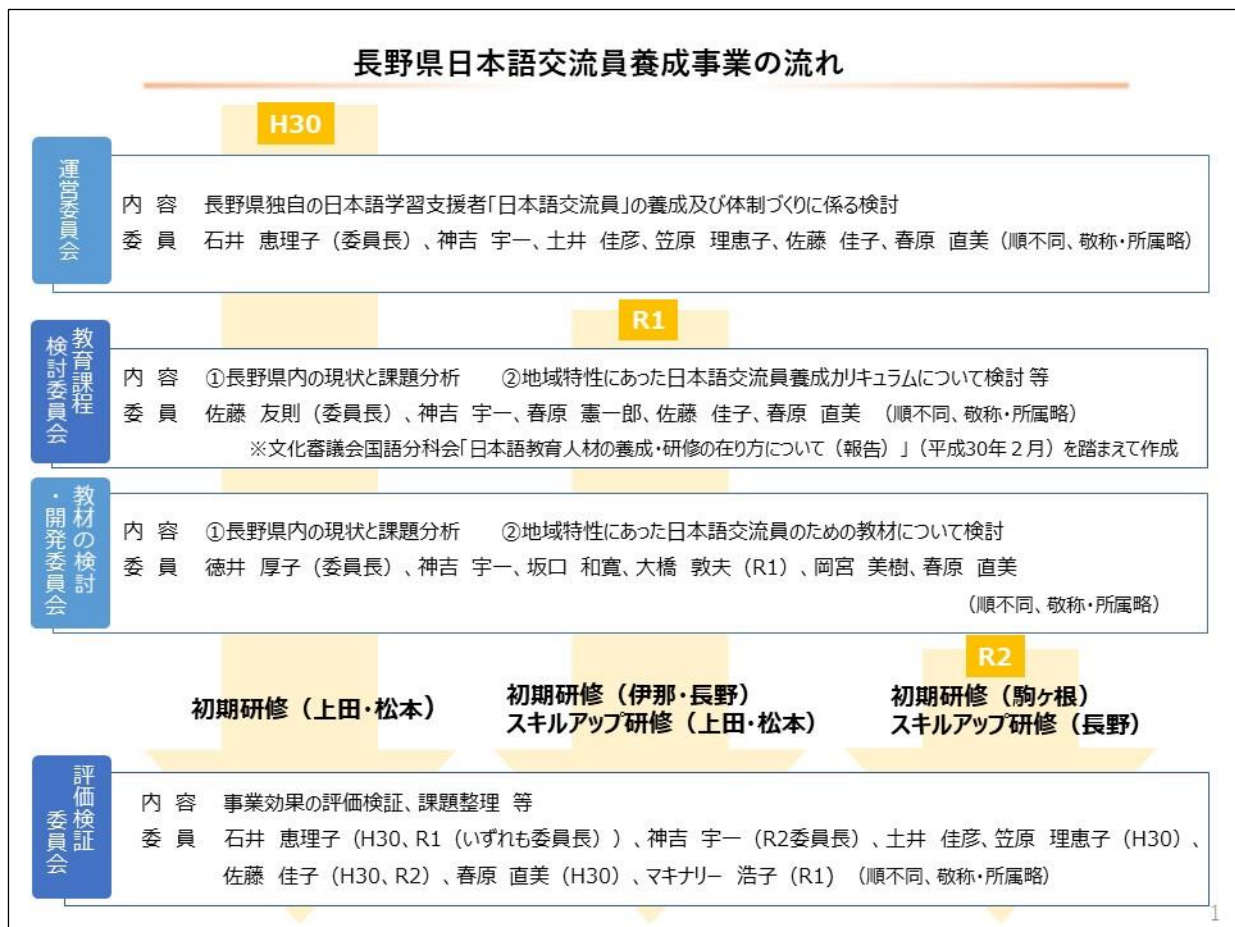 長野県日本語交流員養成事業の流れ
H30
運営委員会
内 容 長野県独自の日本語学習支援者「日本語交流員」の養成及び体制づくりに係る検討
委 員 石井 恵理子（委員長）、神吉 宇一、土井 佳彦、笠原 理恵子、佐藤 佳子、春原 直美（順不同、敬称・所属略）
R1
教育課程
検討委員会
内 容 ①長野県内の現状と課題分析 ②地域特性にあった日本語交流員養成カリキュラムについて検討 等
委 員 佐藤 友則（委員長）、神吉 宇一、春原 憲一郎、佐藤 佳子、春原 直美 （順不同、敬称・所属略）
※文化審議会国語分科会「日本語教育人材の養成・研修の在り方について（報告）」（平成30年２月）を踏まえて作成
教材の検討
・開発委員会
内 容 ①長野県内の現状と課題分析 ②地域特性にあった日本語交流員のための教材について検討
委 員 徳井 厚子（委員長）、神吉 宇一、坂口 和寛、大橋 敦夫（R1）、岡宮 美樹、春原 直美
（順不同、敬称・所属略）
R2
初期研修（上田・松本）
初期研修（伊那・長野）
スキルアップ研修（上田・松本）
初期研修（駒ヶ根）
スキルアップ研修（長野）
評価検証
委員会
内 容 事業効果の評価検証、課題整理 等
委 員 石井 恵理子（H30、R1（いずれも委員長））、神吉 宇一（R2委員長）、土井 佳彦、笠原 理恵子（H30）、
佐藤 佳子（H30、R2）、春原 直美（H30）、マキナリー 浩子（R1）（順不同、敬称・所属略）
1